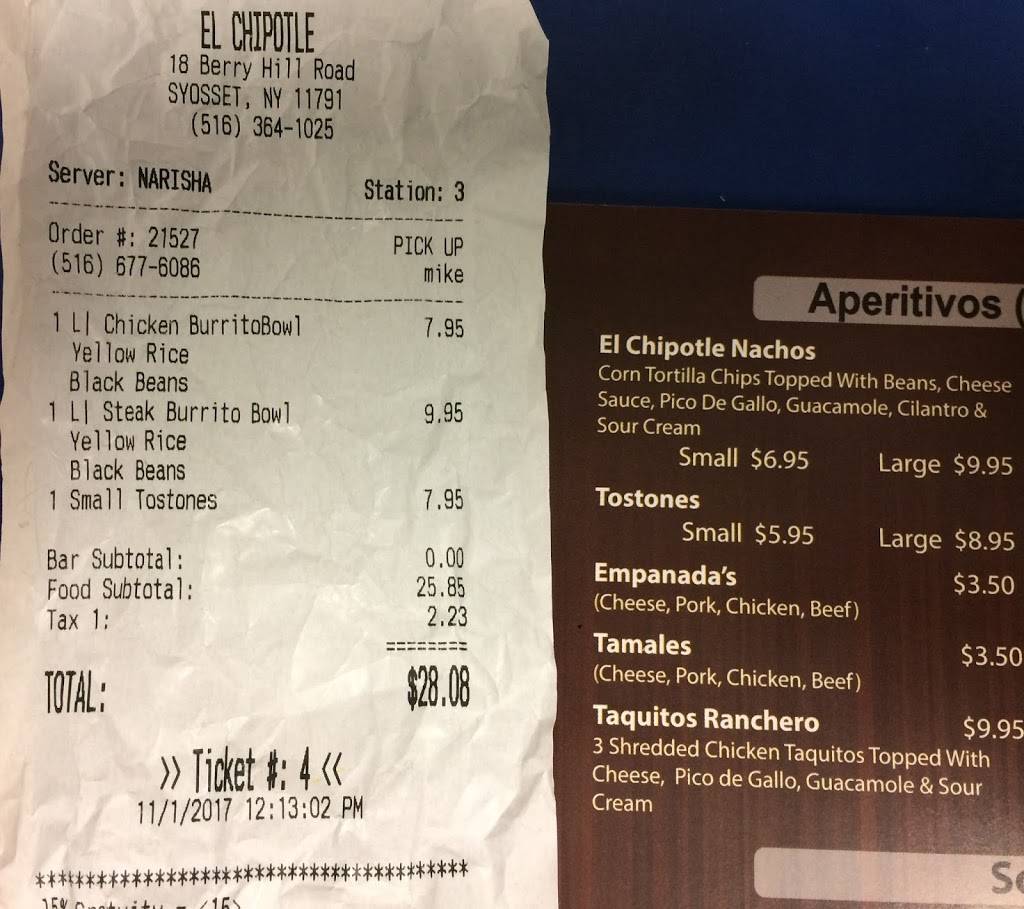 EL CHIPOTLE
18 Berry Hill Road
SYOSSET, NY 11791
(516) 364-1025
Server: NARISHA Station: 3
Order #: 21527 PICK UP
(516) 677-6086 mike
1 L| Chicken BurritoBowl 7.95
Yellow Rice
Black Beans
1 L| Steak Burrito Bowl 9.95
Yellow Rice
Black Beans
1 Small Tostones 7.95
Bar Subtotal: 0.00
Food Subtotal: 25.85
Tax 1: 2.23
========
TOTAL: $28.08
>> Ticket #: 4 <<
11/1/2017 12:13:02 PM
****************************************
Aperitivos (
El Chipotle Nachos
Corn Tortilla Chips Topped With Beans, Cheese
Sauce, Pico De Gallo, Guacamole, Cilantro &
Sour Cream
Small $6.95 Large $9.95
Tostones
Small $5.95 Large $8.95
Empanada's $3.50
(Cheese, Pork, Chicken, Beef)
Tamales $3.50
(Cheese, Pork, Chicken, Beef)
Taquitos Ranchero $9.95
3 Shredded Chicken Taquitos Topped With
Cheese, Pico de Gallo, Guacamole & Sour
Cream